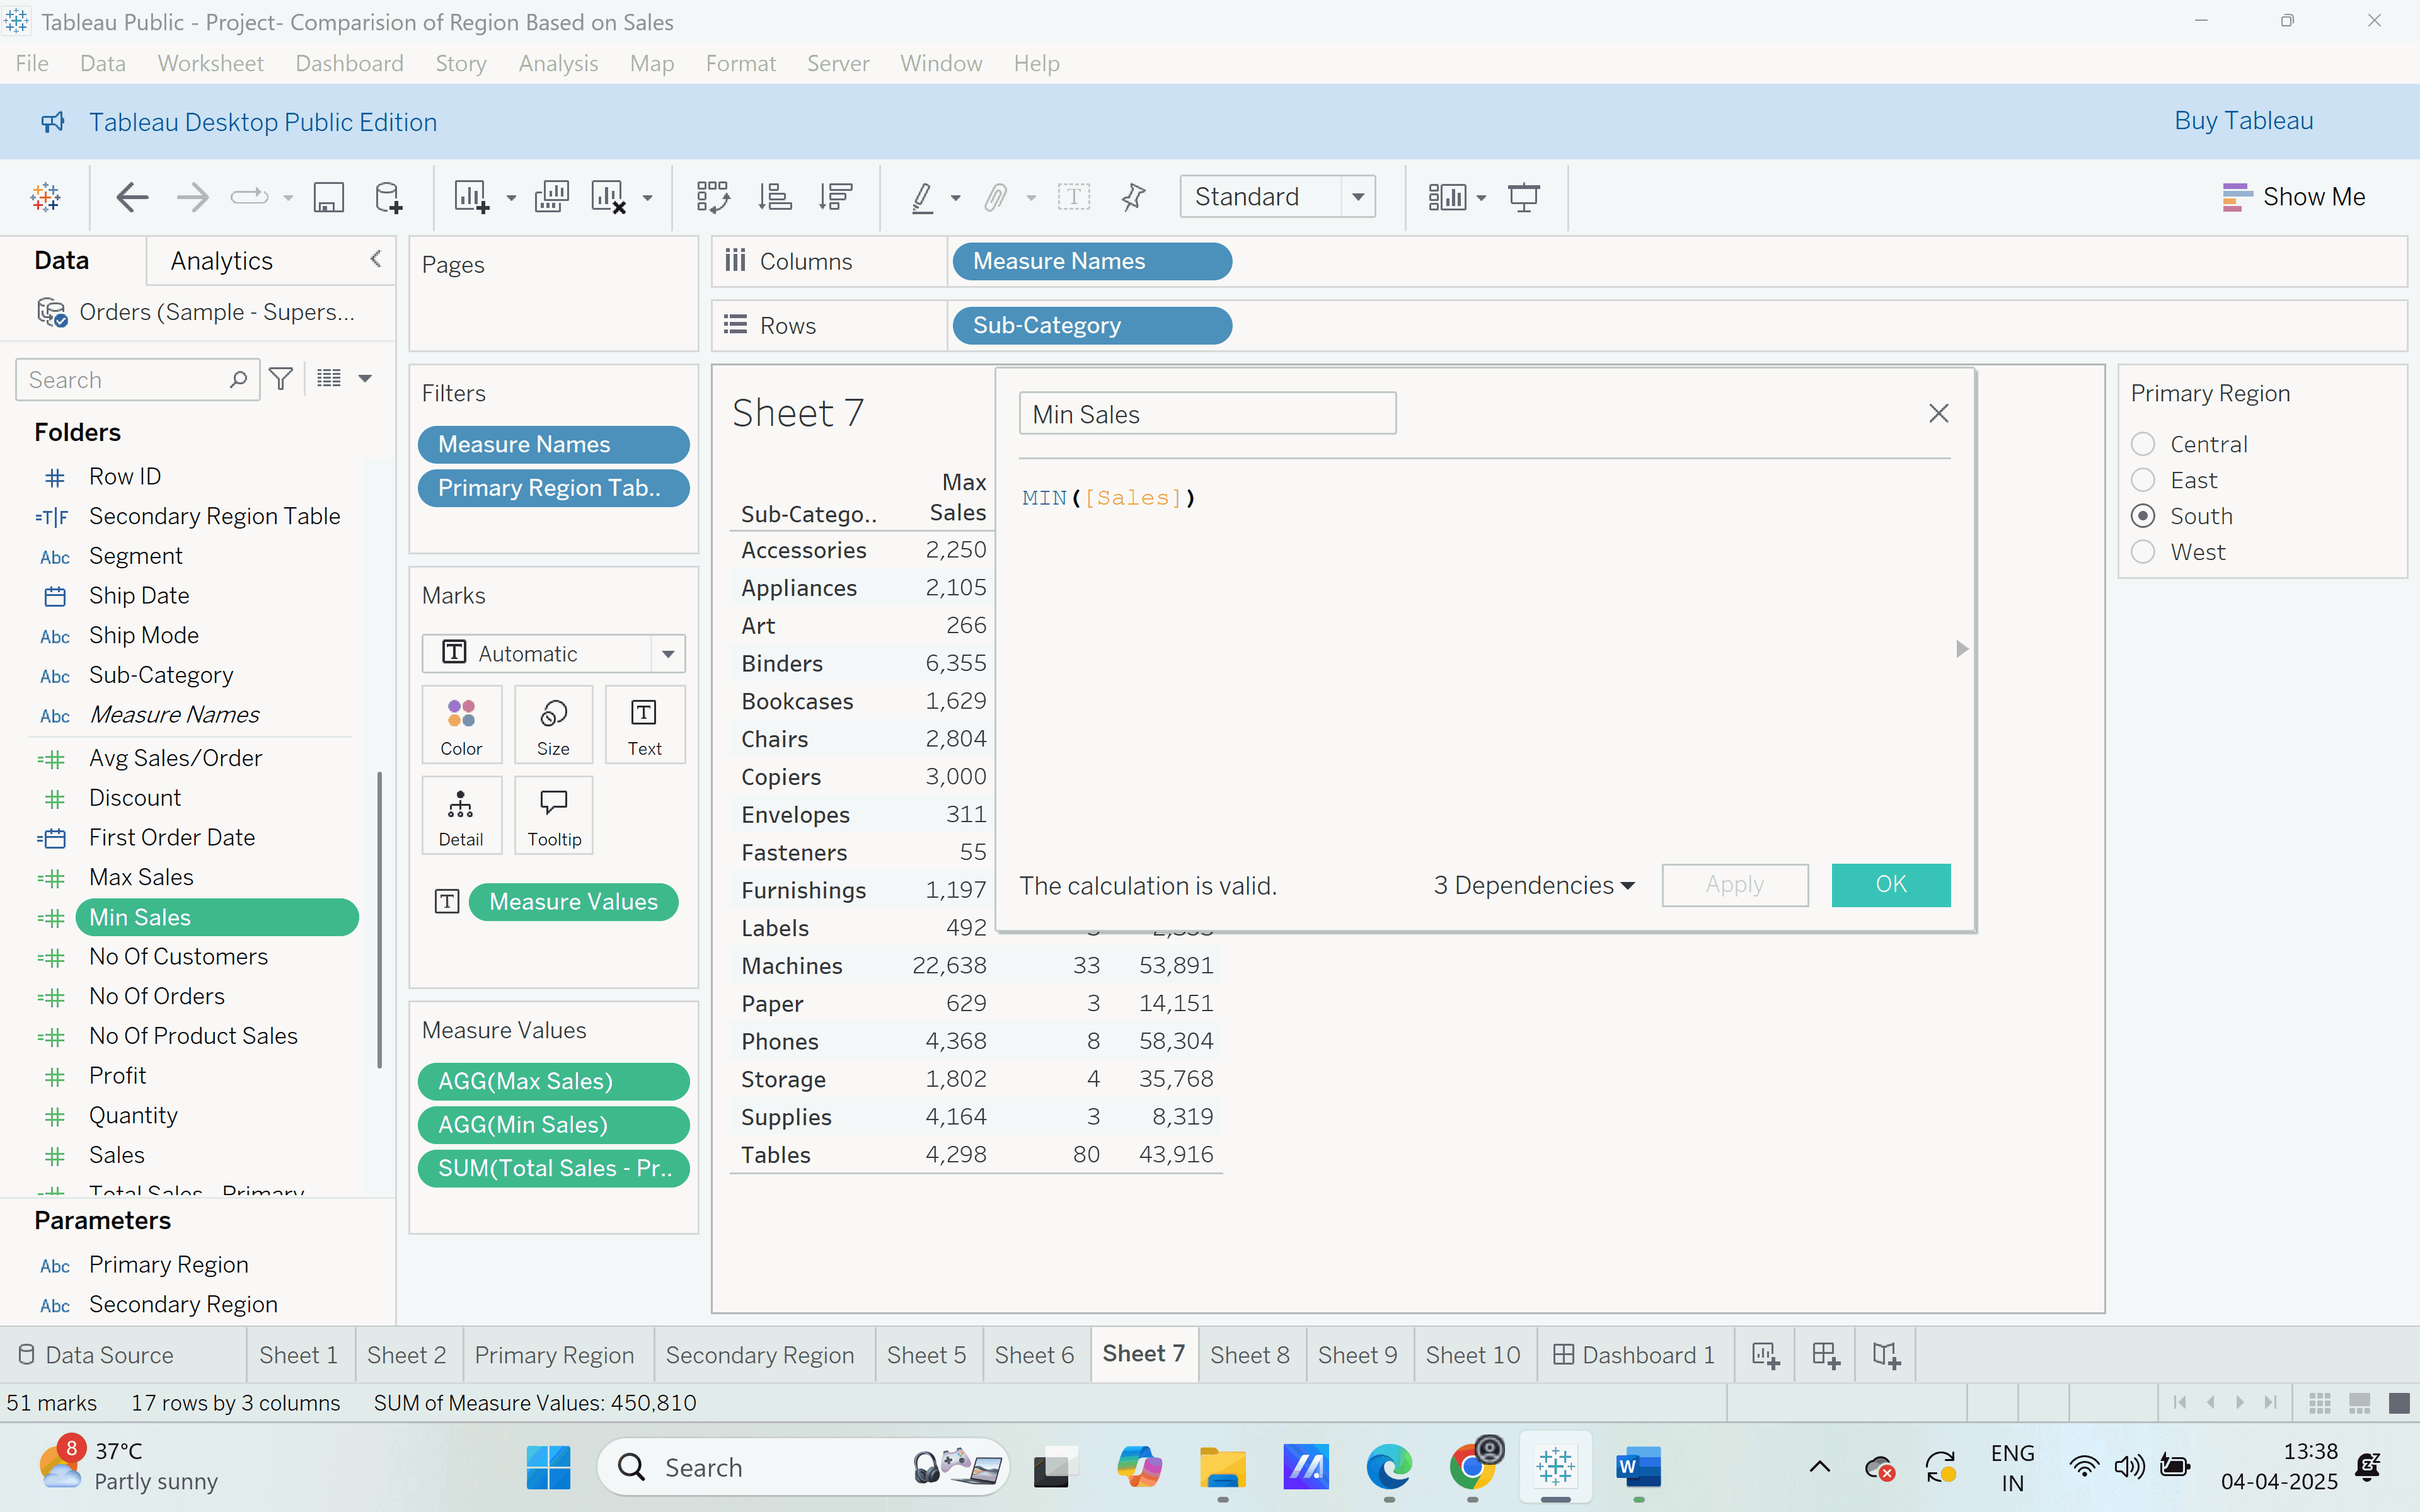 Tableau Public - Project- Comparision of Region Based on Sales
File Data Worksheet Dashboard Story Analysis Map Format Server Window Help
Tableau Desktop Public Edition
Buy Tableau
Standard
Show Me
Data
Analytics
Orders (Sample - Supers...
Search
Folders
Row ID
=T|F Secondary Region Table
Abc Segment
Ship Date
Abc Ship Mode
Abc Sub-Category
Abc Measure Names
Avg Sales/Order
Discount
First Order Date
Max Sales
Min Sales
No Of Customers
No Of Orders
No Of Product Sales
Profit
Quantity
Sales
Total Sales - Primary
Parameters
Abc Primary Region
Abc Secondary Region
Pages
Filters
Measure Names
Primary Region Tab..
Marks
Automatic
Color Size Text
Detail Tooltip
Measure Values
Measure Values
AGG(Max Sales)
AGG(Min Sales)
SUM(Total Sales - Pr..
Columns Measure Names
Rows Sub-Category
Sheet 7
Max
Sub-Catego.. Sales
Accessories 2,250
Appliances 2,105
Art 266
Binders 6,355
Bookcases 1,629
Chairs 2,804
Copiers 3,000
Envelopes 311
Fasteners 55
Furnishings 1,197
Labels 492
Machines 22,638 33 53,891
Paper 629 3 14,151
Phones 4,368 8 58,304
Storage 1,802 4 35,768
Supplies 4,164 3 8,319
Tables 4,298 80 43,916
Min Sales
MIN([Sales])
The calculation is valid.
3 Dependencies
Apply
OK
Primary Region
Central
East
South
West
Data Source Sheet 1 Sheet 2 Primary Region Secondary Region Sheet 5 Sheet 6 Sheet 7 Sheet 8 Sheet 9 Sheet 10 Dashboard 1
51 marks 17 rows by 3 columns SUM of Measure Values: 450,810
8
37°C
Partly sunny
Search
W
ENG
IN
13:38
04-04-2025